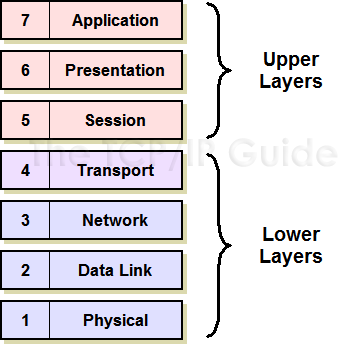 7 Application
6 Presentation
5 Session
Upper
Layers
The TCP/IP Guide
4 Transport
3 Network
2 Data Link
1 Physical
Lower
Layers